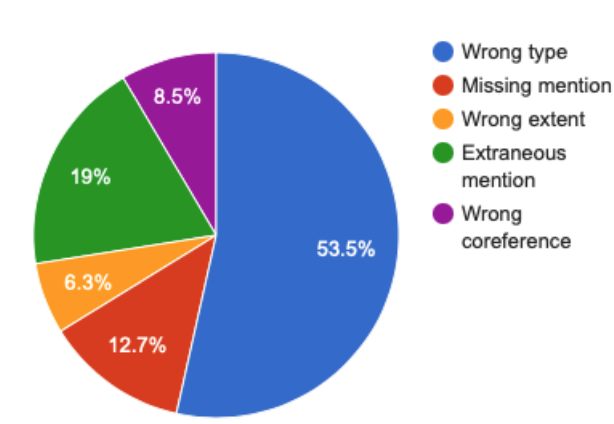 Wrong type
Missing mention
Wrong extent
Extraneous
mention
Wrong
coreference
8.5%
19%
53.5%
6.3%
12.7%